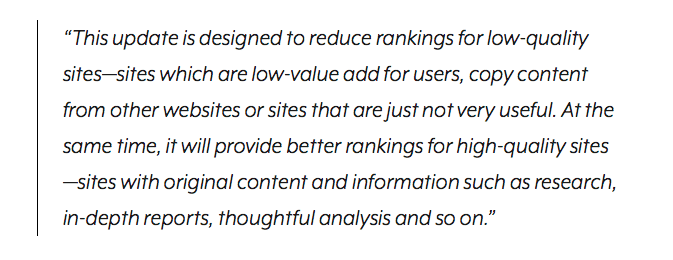 “This update is designed to reduce rankings for low-quality
sites—sites which are low-value add for users, copy content
from other websites or sites that are just not very useful. At the
same time, it will provide better rankings for high-quality sites
—sites with original content and information such as research,
in-depth reports, thoughtful analysis and so on.”